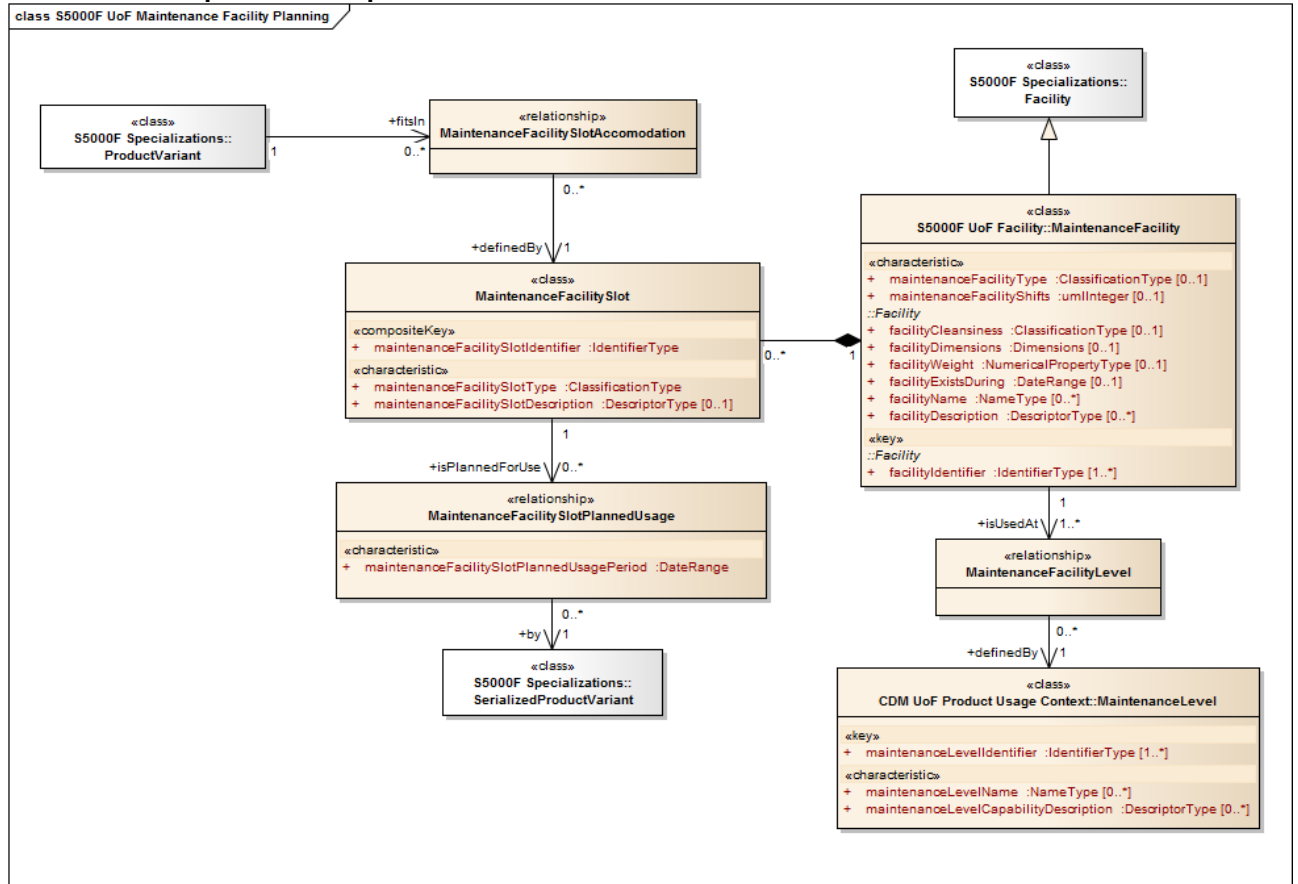 class S5000F UoF Maintenance Facility Planning
«class»
S5000F Specializations::
Facility
«class»
S5000F Specializations::
ProductVariant
1
+fitsIn
0..*
«relationship»
MaintenanceFacilitySlotAccomodation
0..*
+definedBy
1
«class»
MaintenanceFacilitySlot
«compositeKey»
+ maintenanceFacilitySlotIdentifier :IdentifierType
«characteristic»
+ maintenanceFacilitySlotType :ClassificationType
+ maintenanceFacilitySlotDescription :DescriptorType [0..1]
0..*
1
«class»
S5000F UoF Facility::MaintenanceFacility
«characteristic»
+ maintenanceFacilityType :ClassificationType [0..1]
+ maintenanceFacilityShifts :umlInteger [0..1]
::Facility
+ facilityCleansiness :ClassificationType [0..1]
+ facilityDimensions :Dimensions [0..1]
+ facilityWeight :NumericalPropertyType [0..1]
+ facilityExistsDuring :DateRange [0..1]
+ facilityName :NameType [0..*]
+ facilityDescription :DescriptorType [0..*]
«key»
::Facility
+ facilityIdentifier :IdentifierType [1..*]
1
+isPlannedForUse
0..*
«relationship»
MaintenanceFacilitySlotPlannedUsage
«characteristic»
+ maintenanceFacilitySlotPlannedUsagePeriod :DateRange
0..*
+by
1
«class»
S5000F Specializations::
SerializedProductVariant
1
+isUsedAt
1..*
«relationship»
MaintenanceFacilityLevel
0..*
+definedBy
1
«class»
CDM UoF Product Usage Context::MaintenanceLevel
«key»
+ maintenanceLevelIdentifier :IdentifierType [1..*]
«characteristic»
+ maintenanceLevelName :NameType [0..*]
+ maintenanceLevelCapabilityDescription :DescriptorType [0..*]